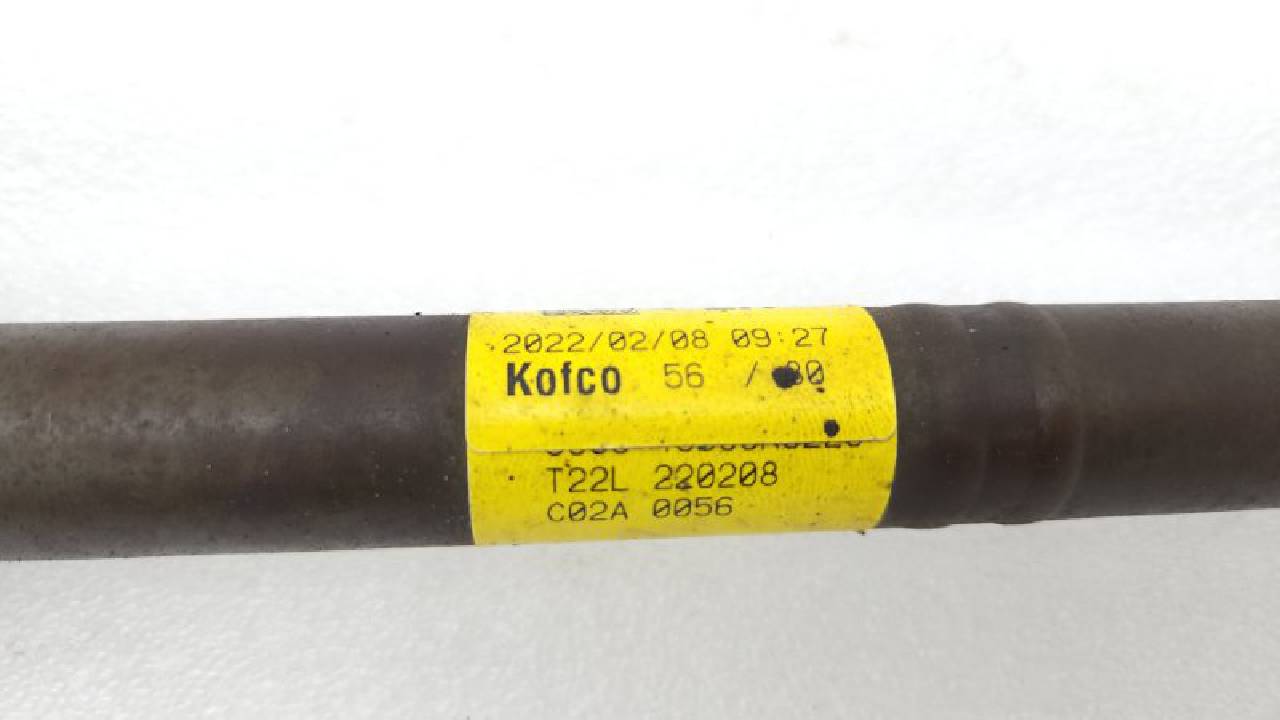 2022/02/08 09:27
Kofco 56 /
T22L 220208
C02A 0056